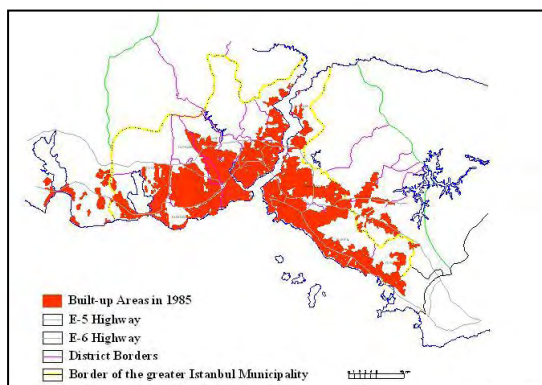 Built-up Areas in 1985
E-5 Highway
E-6 Highway
District Borders
Border of the greater Istanbul Municipality